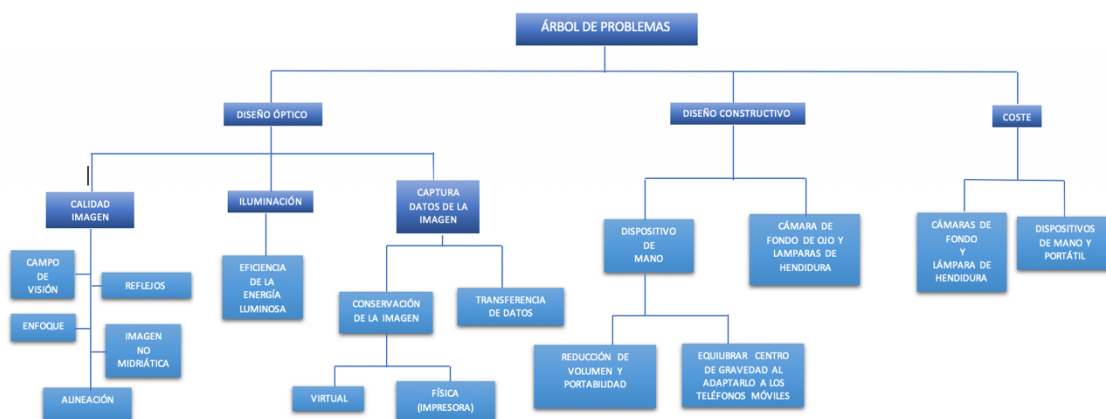 ÁRBOL DE PROBLEMAS
DISEÑO ÓPTICO
DISEÑO CONSTRUCTIVO
COSTE
CALIDAD
IMAGEN
ILUMINACIÓN
CAPTURA
DATOS DE LA
IMAGEN
DISPOSITIVO
DE
MANO
CÁMARA DE
FONDO DE OJO Y
LAMPARAS DE
HENDIDURA
CÁMARAS DE
FONDO
Y
LÁMPARA DE
HENDIDURA
DISPOSITIVOS
DE MANO Y
PORTÁTIL
CAMPO
DE
VISIÓN
REFLEJOS
ENFOQUE
IMAGEN
NO
MIDRIÁTICA
ALINEACIÓN
EFICIENCIA
DE LA
ENERGÍA
LUMINOSA
CONSERVACIÓN
DE LA IMAGEN
TRANSFERENCIA
DE DATOS
VIRTUAL
FÍSICA
(IMPRESORA)
REDUCCIÓN DE
VOLUMEN Y
PORTABILIDAD
EQUILIBRAR CENTRO
DE GRAVEDAD AL
ADAPTARLO A LOS
TELÉFONOS MÓVILES